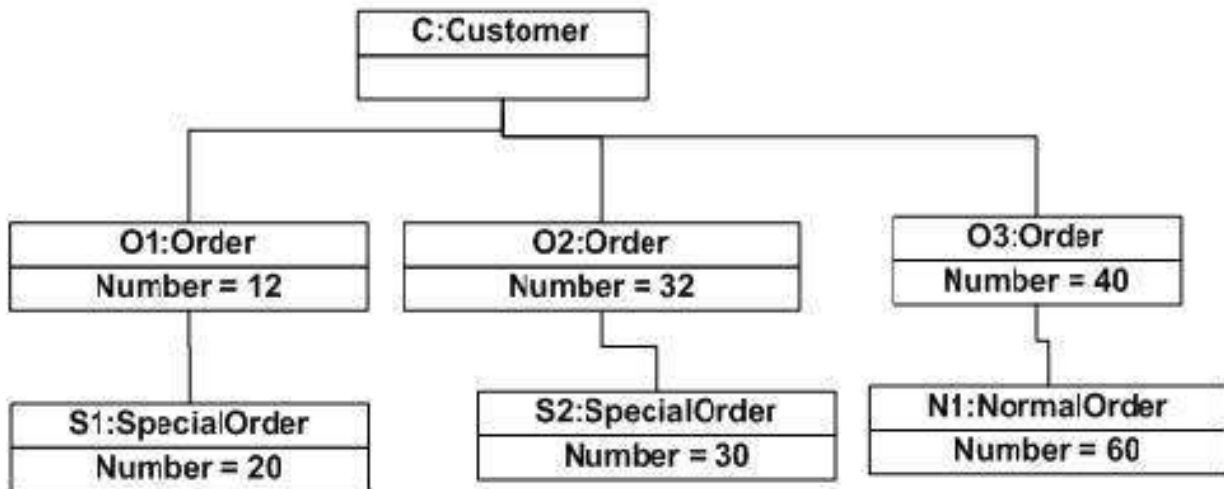 C:Customer
O1:Order
Number = 12
O2:Order
Number = 32
O3:Order
Number = 40
S1:SpecialOrder
Number = 20
S2:SpecialOrder
Number = 30
N1:NormalOrder
Number = 60